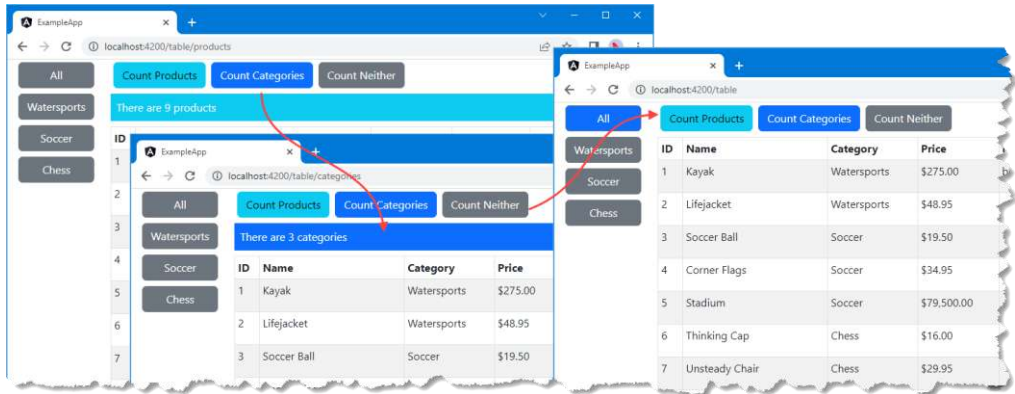 ExampleApp
localhost:4200/table/products
All
Watersports
Soccer
Chess
Count Products Count Categories Count Neither
There are 9 products
ID
1
2
3
4
5
6
7
ExampleApp
localhost:4200/table/categories
All
Watersports
Soccer
Chess
Count Products Count Categories Count Neither
There are 3 categories
ID Name Category Price
1 Kayak Watersports $275.00
2 Lifejacket Watersports $48.95
3 Soccer Ball Soccer $19.50
ExampleApp
localhost:4200/table
All
Watersports
Soccer
Chess
Count Products Count Categories Count Neither
ID Name Category Price
1 Kayak Watersports $275.00
2 Lifejacket Watersports $48.95
3 Soccer Ball Soccer $19.50
4 Corner Flags Soccer $34.95
5 Stadium Soccer $79,500.00
6 Thinking Cap Chess $16.00
7 Unsteady Chair Chess $29.95